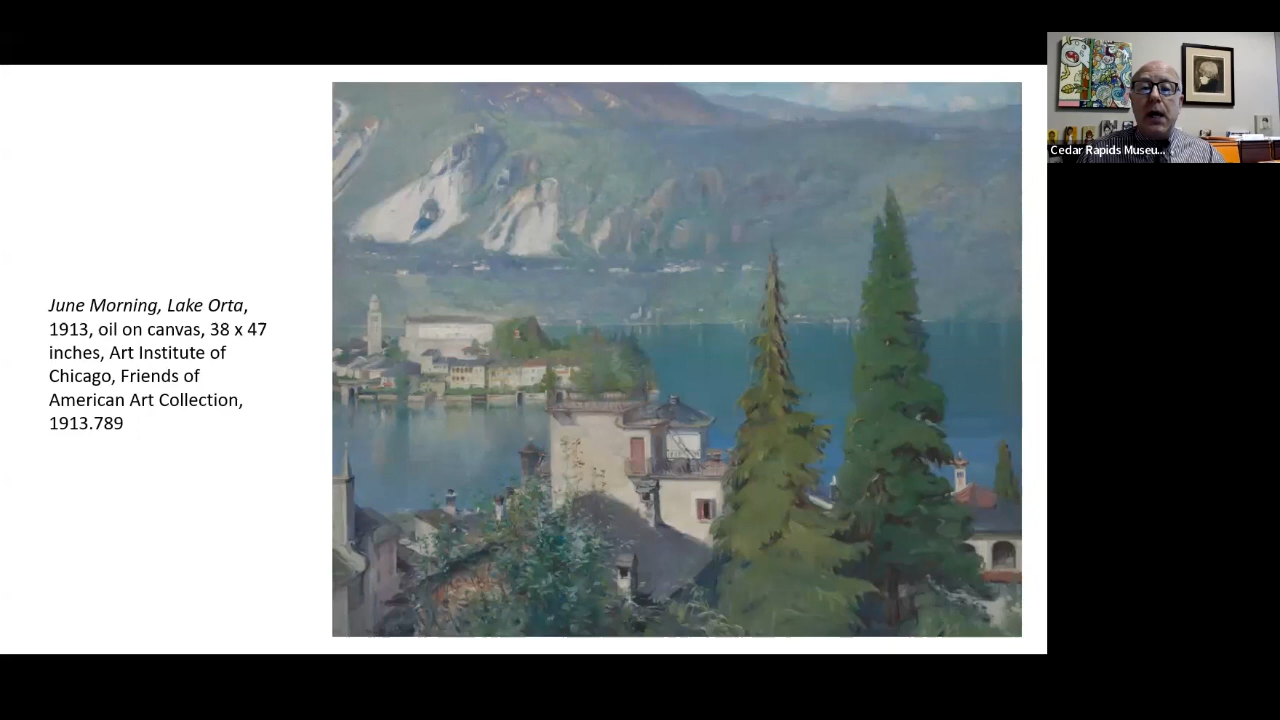 June Morning, Lake Orta,
1913, oil on canvas, 38 x 47
inches, Art Institute of
Chicago, Friends of
American Art Collection,
1913.789
Cedar Rapids Museu...